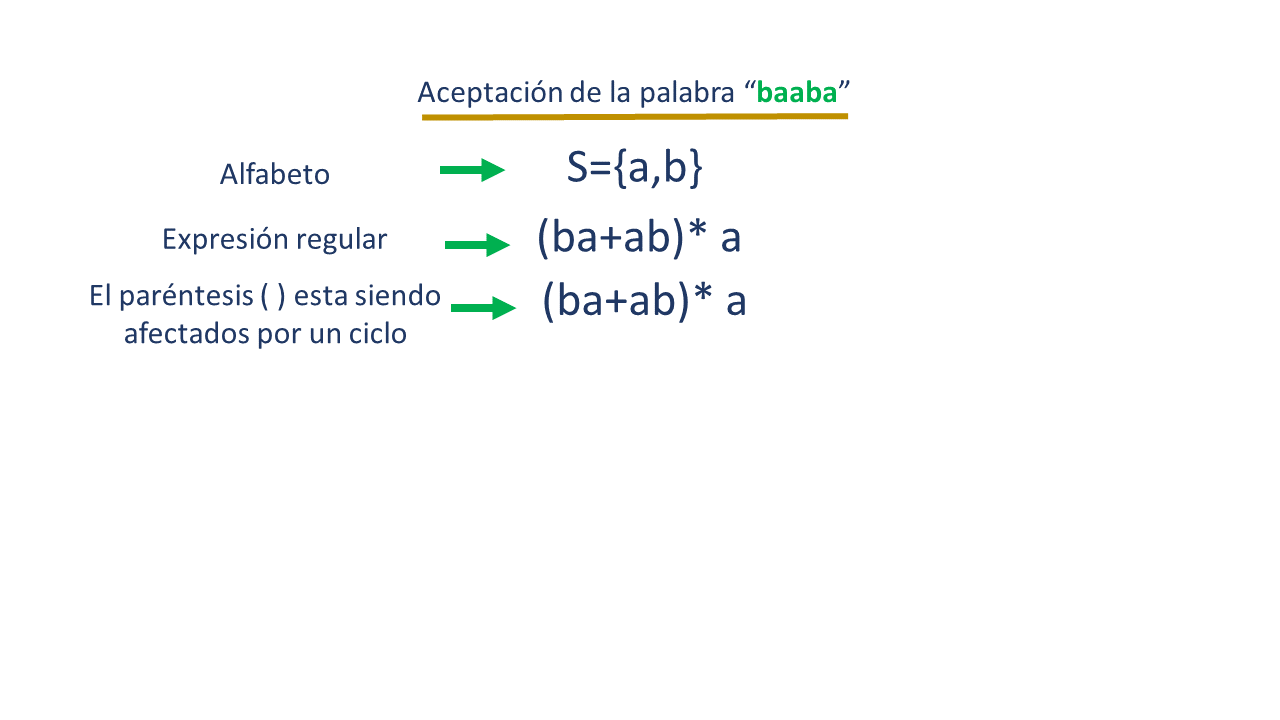 Aceptación de la palabra “baaba”
Alfabeto
S={a,b}
Expresión regular
(ba+ab)* a
El paréntesis ( ) esta siendo
afectados por un ciclo
(ba+ab)* a